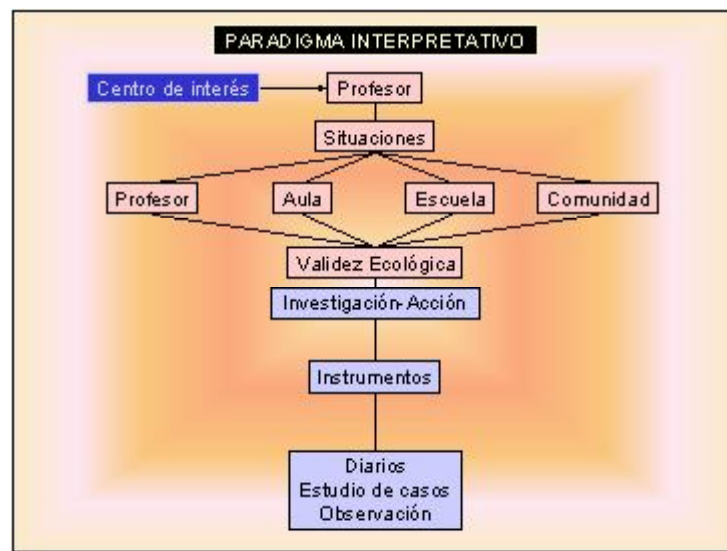 PARADIGMA INTERPRETATIVO
Centro de interés
Profesor
Situaciones
Profesor
Aula
Escuela
Comunidad
Validez Ecológica
Investigación-Acción
Instrumentos
Diarios
Estudio de casos
Observación